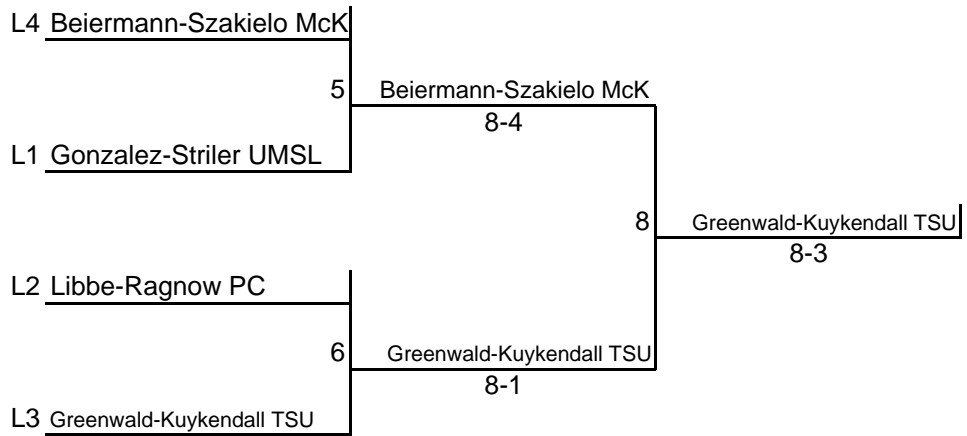 L4 Beiermann-Szakielo McK
5 Beiermann-Szakielo McK
8-4
L1 Gonzalez-Striler UMSL
8 Greenwald-Kuykendall TSU
8-3
L2 Libbe-Ragnow PC
6 Greenwald-Kuykendall TSU
8-1
L3 Greenwald-Kuykendall TSU